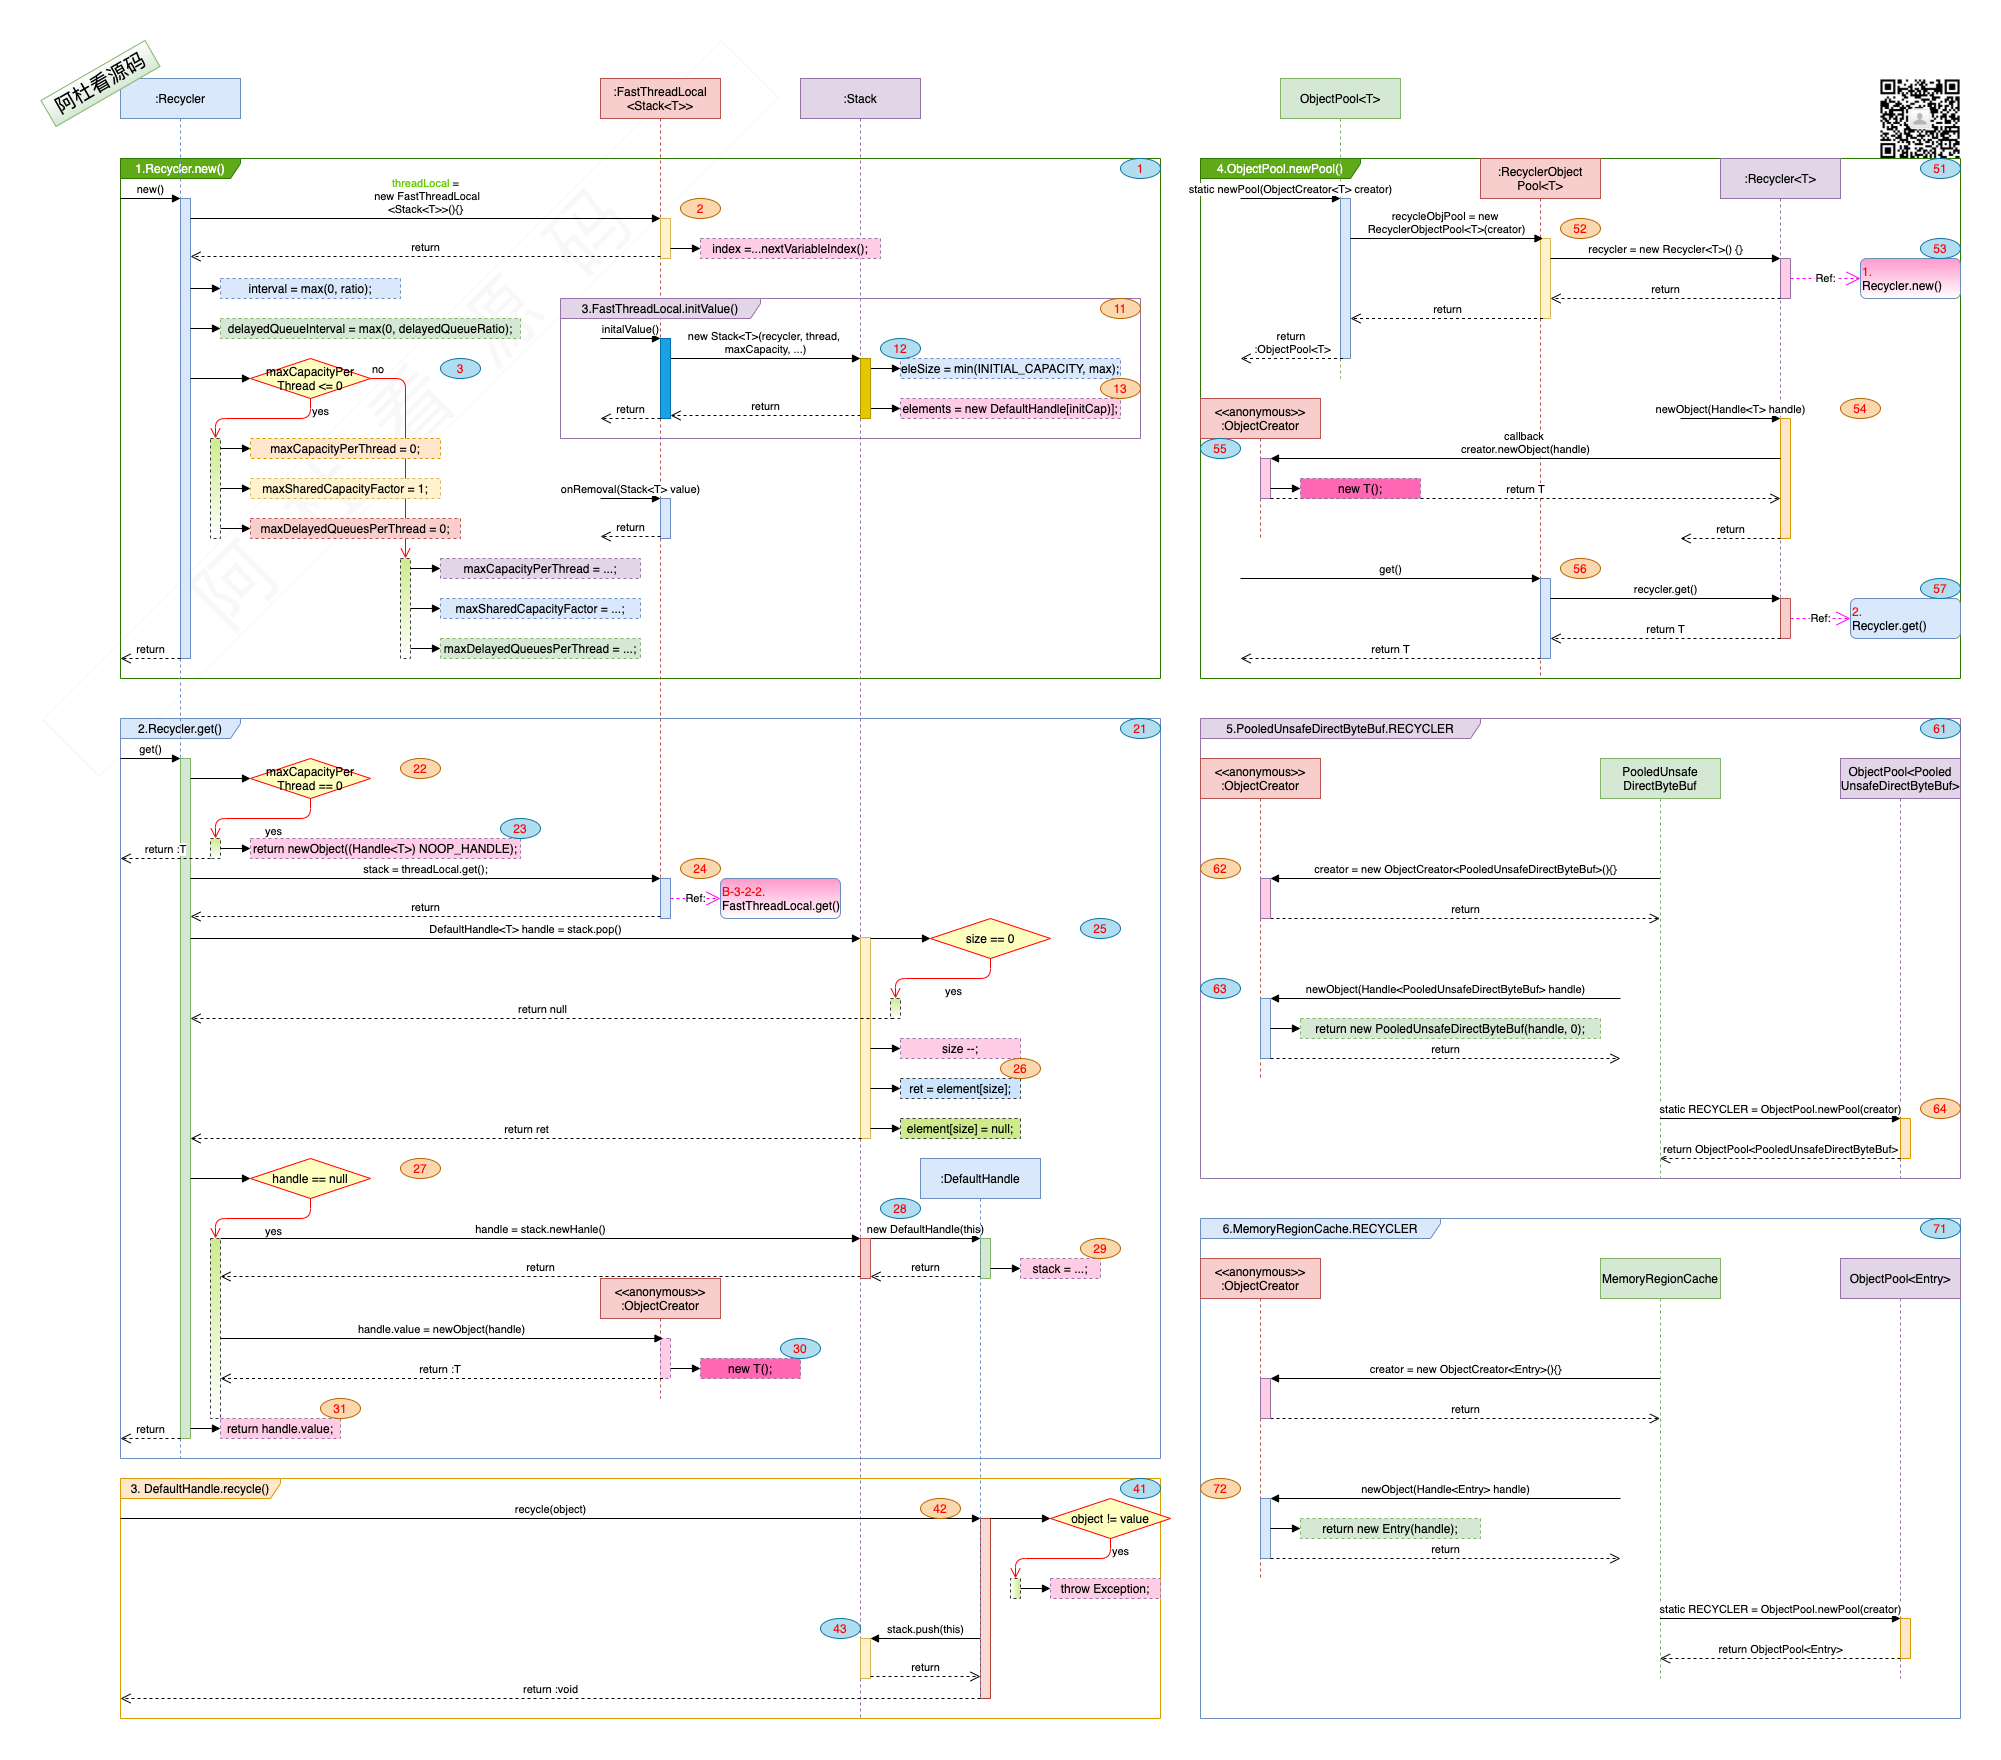 阿杜看源码
:Recycler
:FastThreadLocal
<Stack<T>>
:Stack
1.Recycler.new()
1
new()
threadLocal =
new FastThreadLocal
<Stack<T>>(){}
2
index =...nextVariableIndex();
return
interval = max(0, ratio);
delayedQueueInterval = max(0, delayedQueueRatio);
maxCapacityPer
Thread <= 0
no
3
yes
maxCapacityPerThread = 0;
maxSharedCapacityFactor = 1;
maxDelayedQueuesPerThread = 0;
maxCapacityPerThread = ...;
maxSharedCapacityFactor = ...;
maxDelayedQueuesPerThread = ...;
return
3.FastThreadLocal.initValue()
11
initalValue()
new Stack<T>(recycler, thread,
maxCapacity, ...)
12
eleSize = min(INITIAL_CAPACITY, max);
13
elements = new DefaultHandle[initCap)];
return
return
onRemoval(Stack<T> value)
return
阿杜看源码
2.Recycler.get()
21
get()
maxCapacityPer
Thread == 0
22
yes
23
return newObject((Handle<T>) NOOP_HANDLE);
return :T
stack = threadLocal.get();
24
Ref:
B-3-2-2.
FastThreadLocal.get()
return
DefaultHandle<T> handle = stack.pop()
size == 0
25
yes
return null
size --;
26
ret = element[size];
element[size] = null;
return ret
handle == null
27
:DefaultHandle
28
yes
handle = stack.newHanle()
new DefaultHandle(this)
29
stack = ...;
return
return
<<anonymous>>
:ObjectCreator
handle.value = newObject(handle)
30
new T();
return :T
31
return handle.value;
return
3. DefaultHandle.recycle()
41
recycle(object)
42
object != value
yes
throw Exception;
43
stack.push(this)
return
return :void
ObjectPool<T>
4.ObjectPool.newPool()
51
:RecyclerObject
Pool<T>
:Recycler<T>
static newPool(ObjectCreator<T> creator)
recycleObjPool = new
RecyclerObjectPool<T>(creator)
52
recycler = new Recycler<T>() {}
53
Ref:
1.
Recycler.new()
return
return
return
:ObjectPool<T>
<<anonymous>>
:ObjectCreator
newObject(Handle<T> handle)
54
55
callback
creator.newObject(handle)
new T();
return T
return
get()
56
recycler.get()
57
Ref:
2.
Recycler.get()
return T
return T
5.PooledUnsafeDirectByteBuf.RECYCLER
61
<<anonymous>>
:ObjectCreator
PooledUnsafe
DirectByteBuf
ObjectPool<Pooled
UnsafeDirectByteBuf>
62
creator = new ObjectCreator<PooledUnsafeDirectByteBuf>(){}
return
63
newObject(Handle<PooledUnsafeDirectByteBuf> handle)
return new PooledUnsafeDirectByteBuf(handle, 0);
return
static RECYCLER = ObjectPool.newPool(creator)
64
return ObjectPool<PooledUnsafeDirectByteBuf>
6.MemoryRegionCache.RECYCLER
71
<<anonymous>>
:ObjectCreator
MemoryRegionCache
ObjectPool<Entry>
creator = new ObjectCreator<Entry>(){}
return
72
newObject(Handle<Entry> handle)
return new Entry(handle);
return
static RECYCLER = ObjectPool.newPool(creator)
return ObjectPool<Entry>